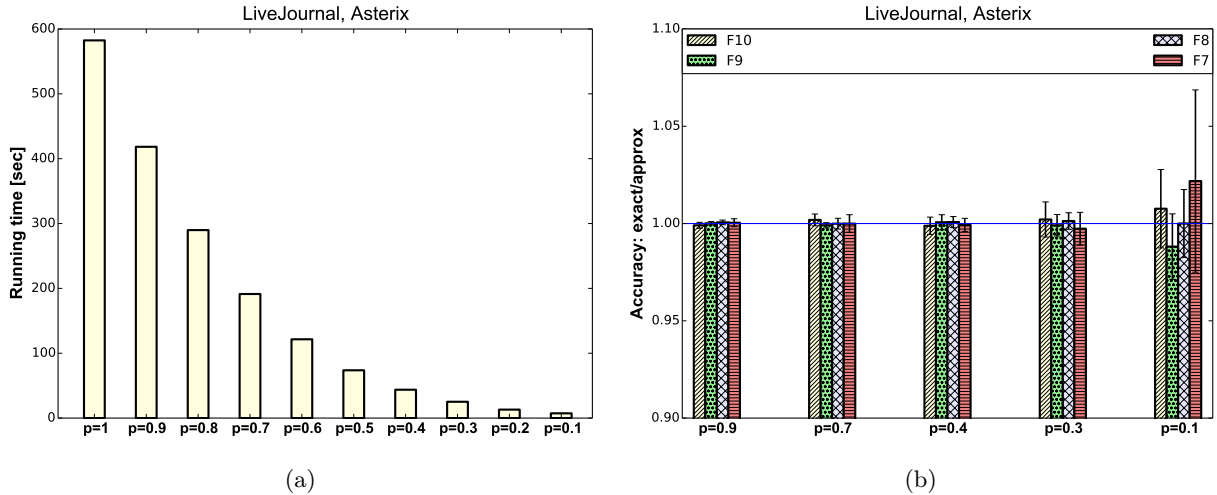 LiveJournal, Asterix
600
500
400
300
200
100
0
Running time [sec]
p=1 p=0.9 p=0.8 p=0.7 p=0.6 p=0.5 p=0.4 p=0.3 p=0.2 p=0.1
(a)
LiveJournal, Asterix
F10 F8
F9 F7
1.10
1.05
1.00
0.95
0.90
Accuracy: exact/approx
p=0.9 p=0.7 p=0.4 p=0.3 p=0.1
(b)